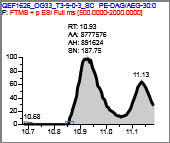 QEF1626_OG33_T3-9-0-3_SC PE-DAG/AEG-30:0
F: FTMS + p ESI Full ms [500.0000-2000.0000]
RT: 10.93
AA: 8777576
AH: 891624
SN: 187.75
11.13
100
80
60
40
20
0
10.68
10.7 10.8 10.9 11.0 11.1